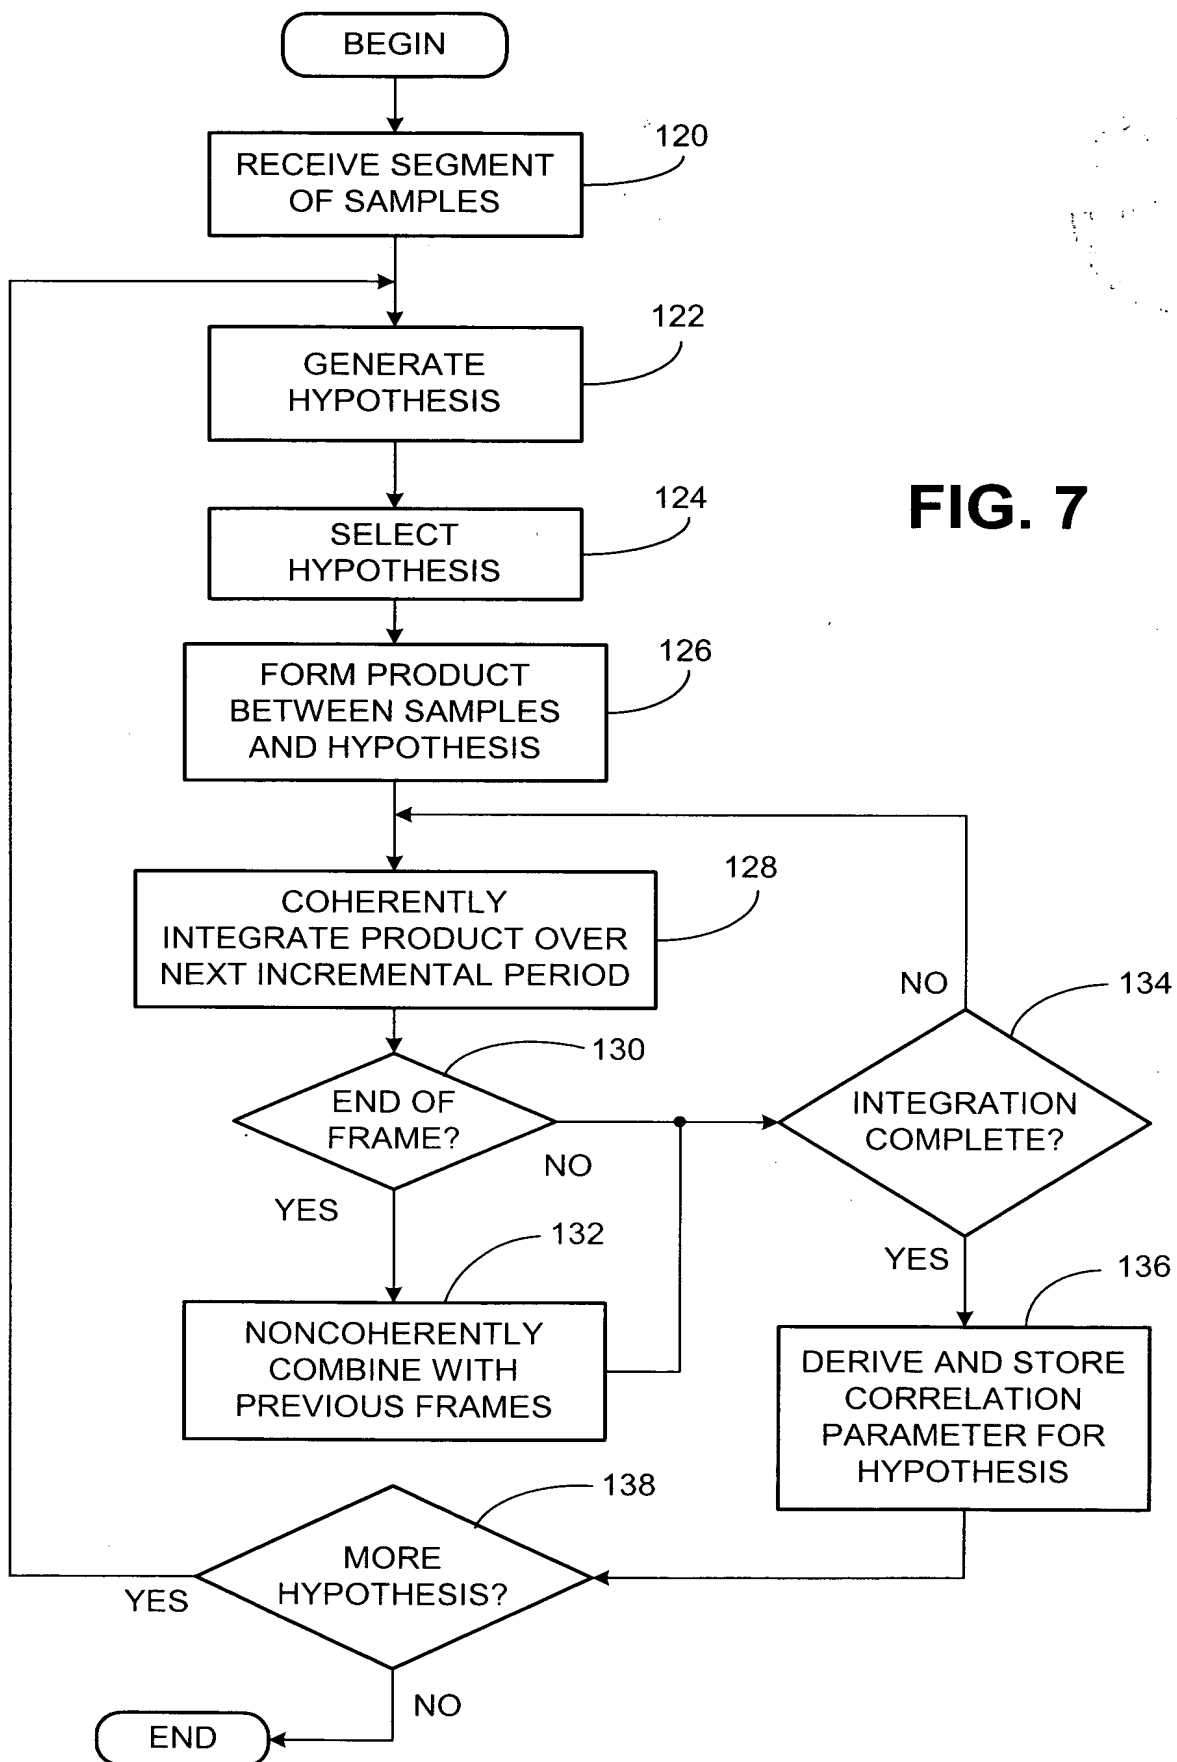 BEGIN
120
RECEIVE SEGMENT
OF SAMPLES
122
GENERATE
HYPOTHESIS
124
SELECT
HYPOTHESIS
FIG. 7
126
FORM PRODUCT
BETWEEN SAMPLES
AND HYPOTHESIS
128
COHERENTLY
INTEGRATE PRODUCT OVER
NEXT INCREMENTAL PERIOD
NO
134
130
END OF
FRAME?
NO
YES
INTEGRATION
COMPLETE?
YES
132
NONCOHERENTLY
COMBINE WITH
PREVIOUS FRAMES
136
DERIVE AND STORE
CORRELATION
PARAMETER FOR
HYPOTHESIS
138
MORE
HYPOTHESIS?
YES
NO
END